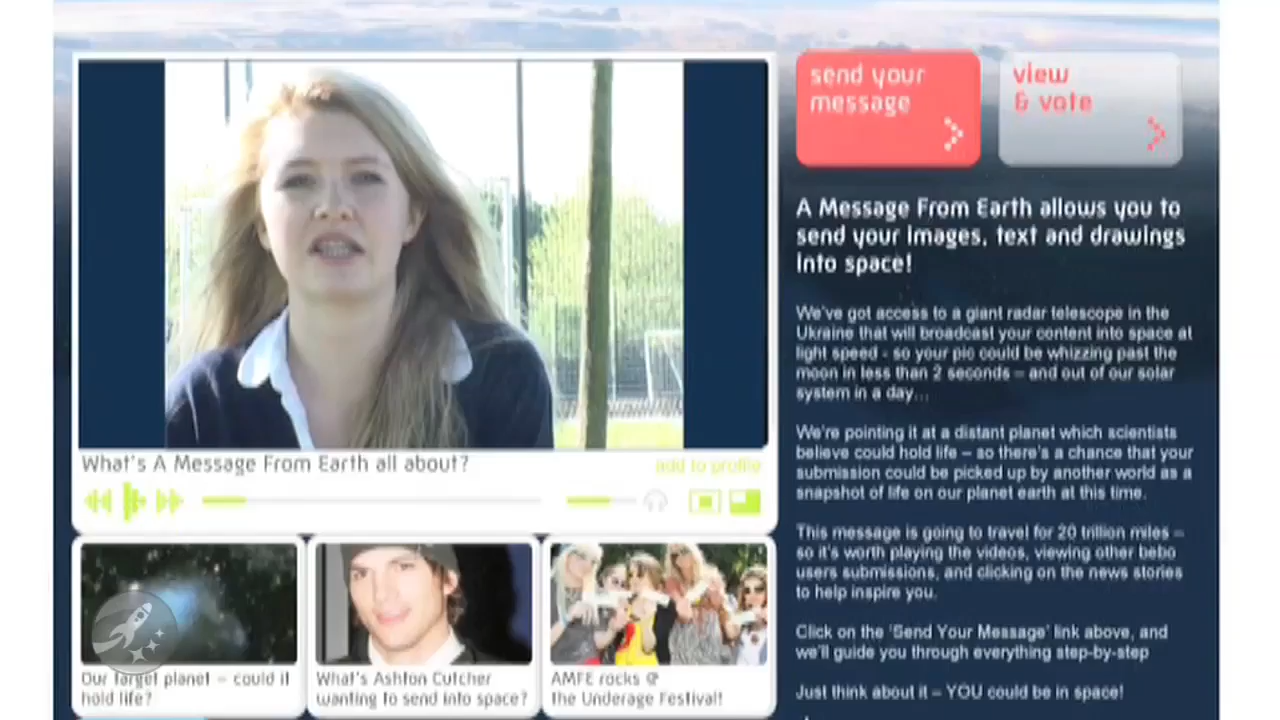 send your
message
view
& vote
A Message From Earth allows you to
send your images, text and drawings
into space!
We've got access to a giant radar telescope in the
Ukraine that will broadcast your content into space at
light speed - so your pic could be whizzing past the
moon in less than 2 seconds – and out of our solar
system in a day...
We're pointing it at a distant planet which scientists
believe could hold life – so there's a chance that your
submission could be picked up by another world as a
snapshot of life on our planet earth at this time.
This message is going to travel for 20 trillion miles –
so it's worth playing the videos, viewing other bebo
users submissions, and clicking on the news stories
to help inspire you.
Click on the 'Send Your Message' link above, and
we'll guide you through everything step-by-step
Just think about it – YOU could be in space!
What's A Message From Earth all about?
add to profile
Our target planet – could it
hold life?
What's Ashton Cutcher
wanting to send into space?
AMFE rocks @
the Underage Festival!